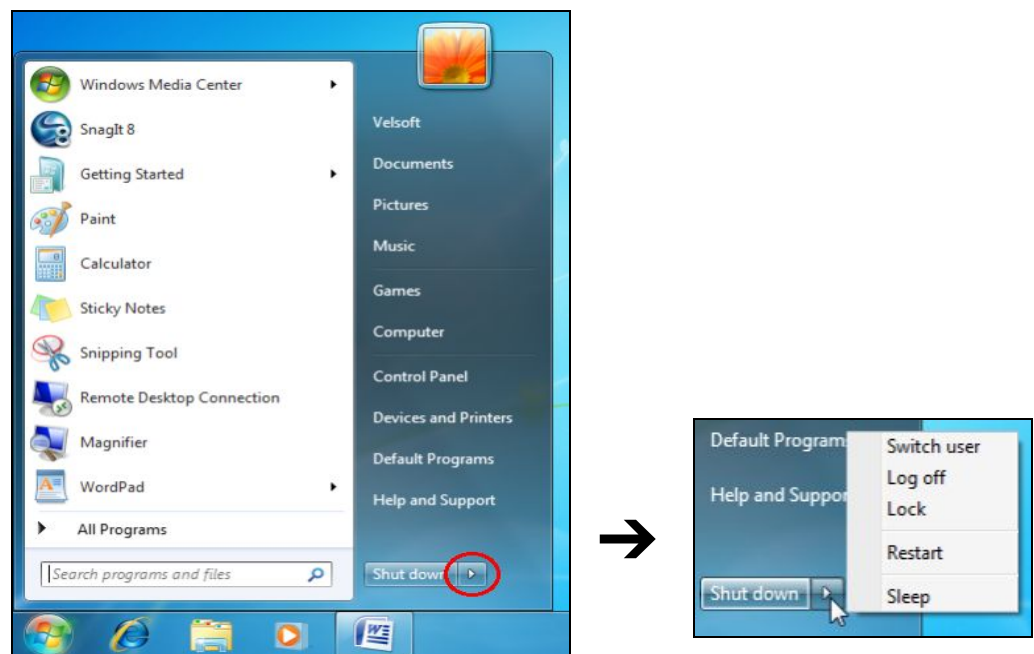 Windows Media Center
SnagIt 8
Getting Started
Paint
Calculator
Sticky Notes
Snipping Tool
Remote Desktop Connection
Magnifier
WordPad
All Programs
Search programs and files
Velsoft
Documents
Pictures
Music
Games
Computer
Control Panel
Devices and Printers
Default Programs
Help and Support
Shut down
Default Program
Help and Suppor
Shut down
Switch user
Log off
Lock
Restart
Sleep